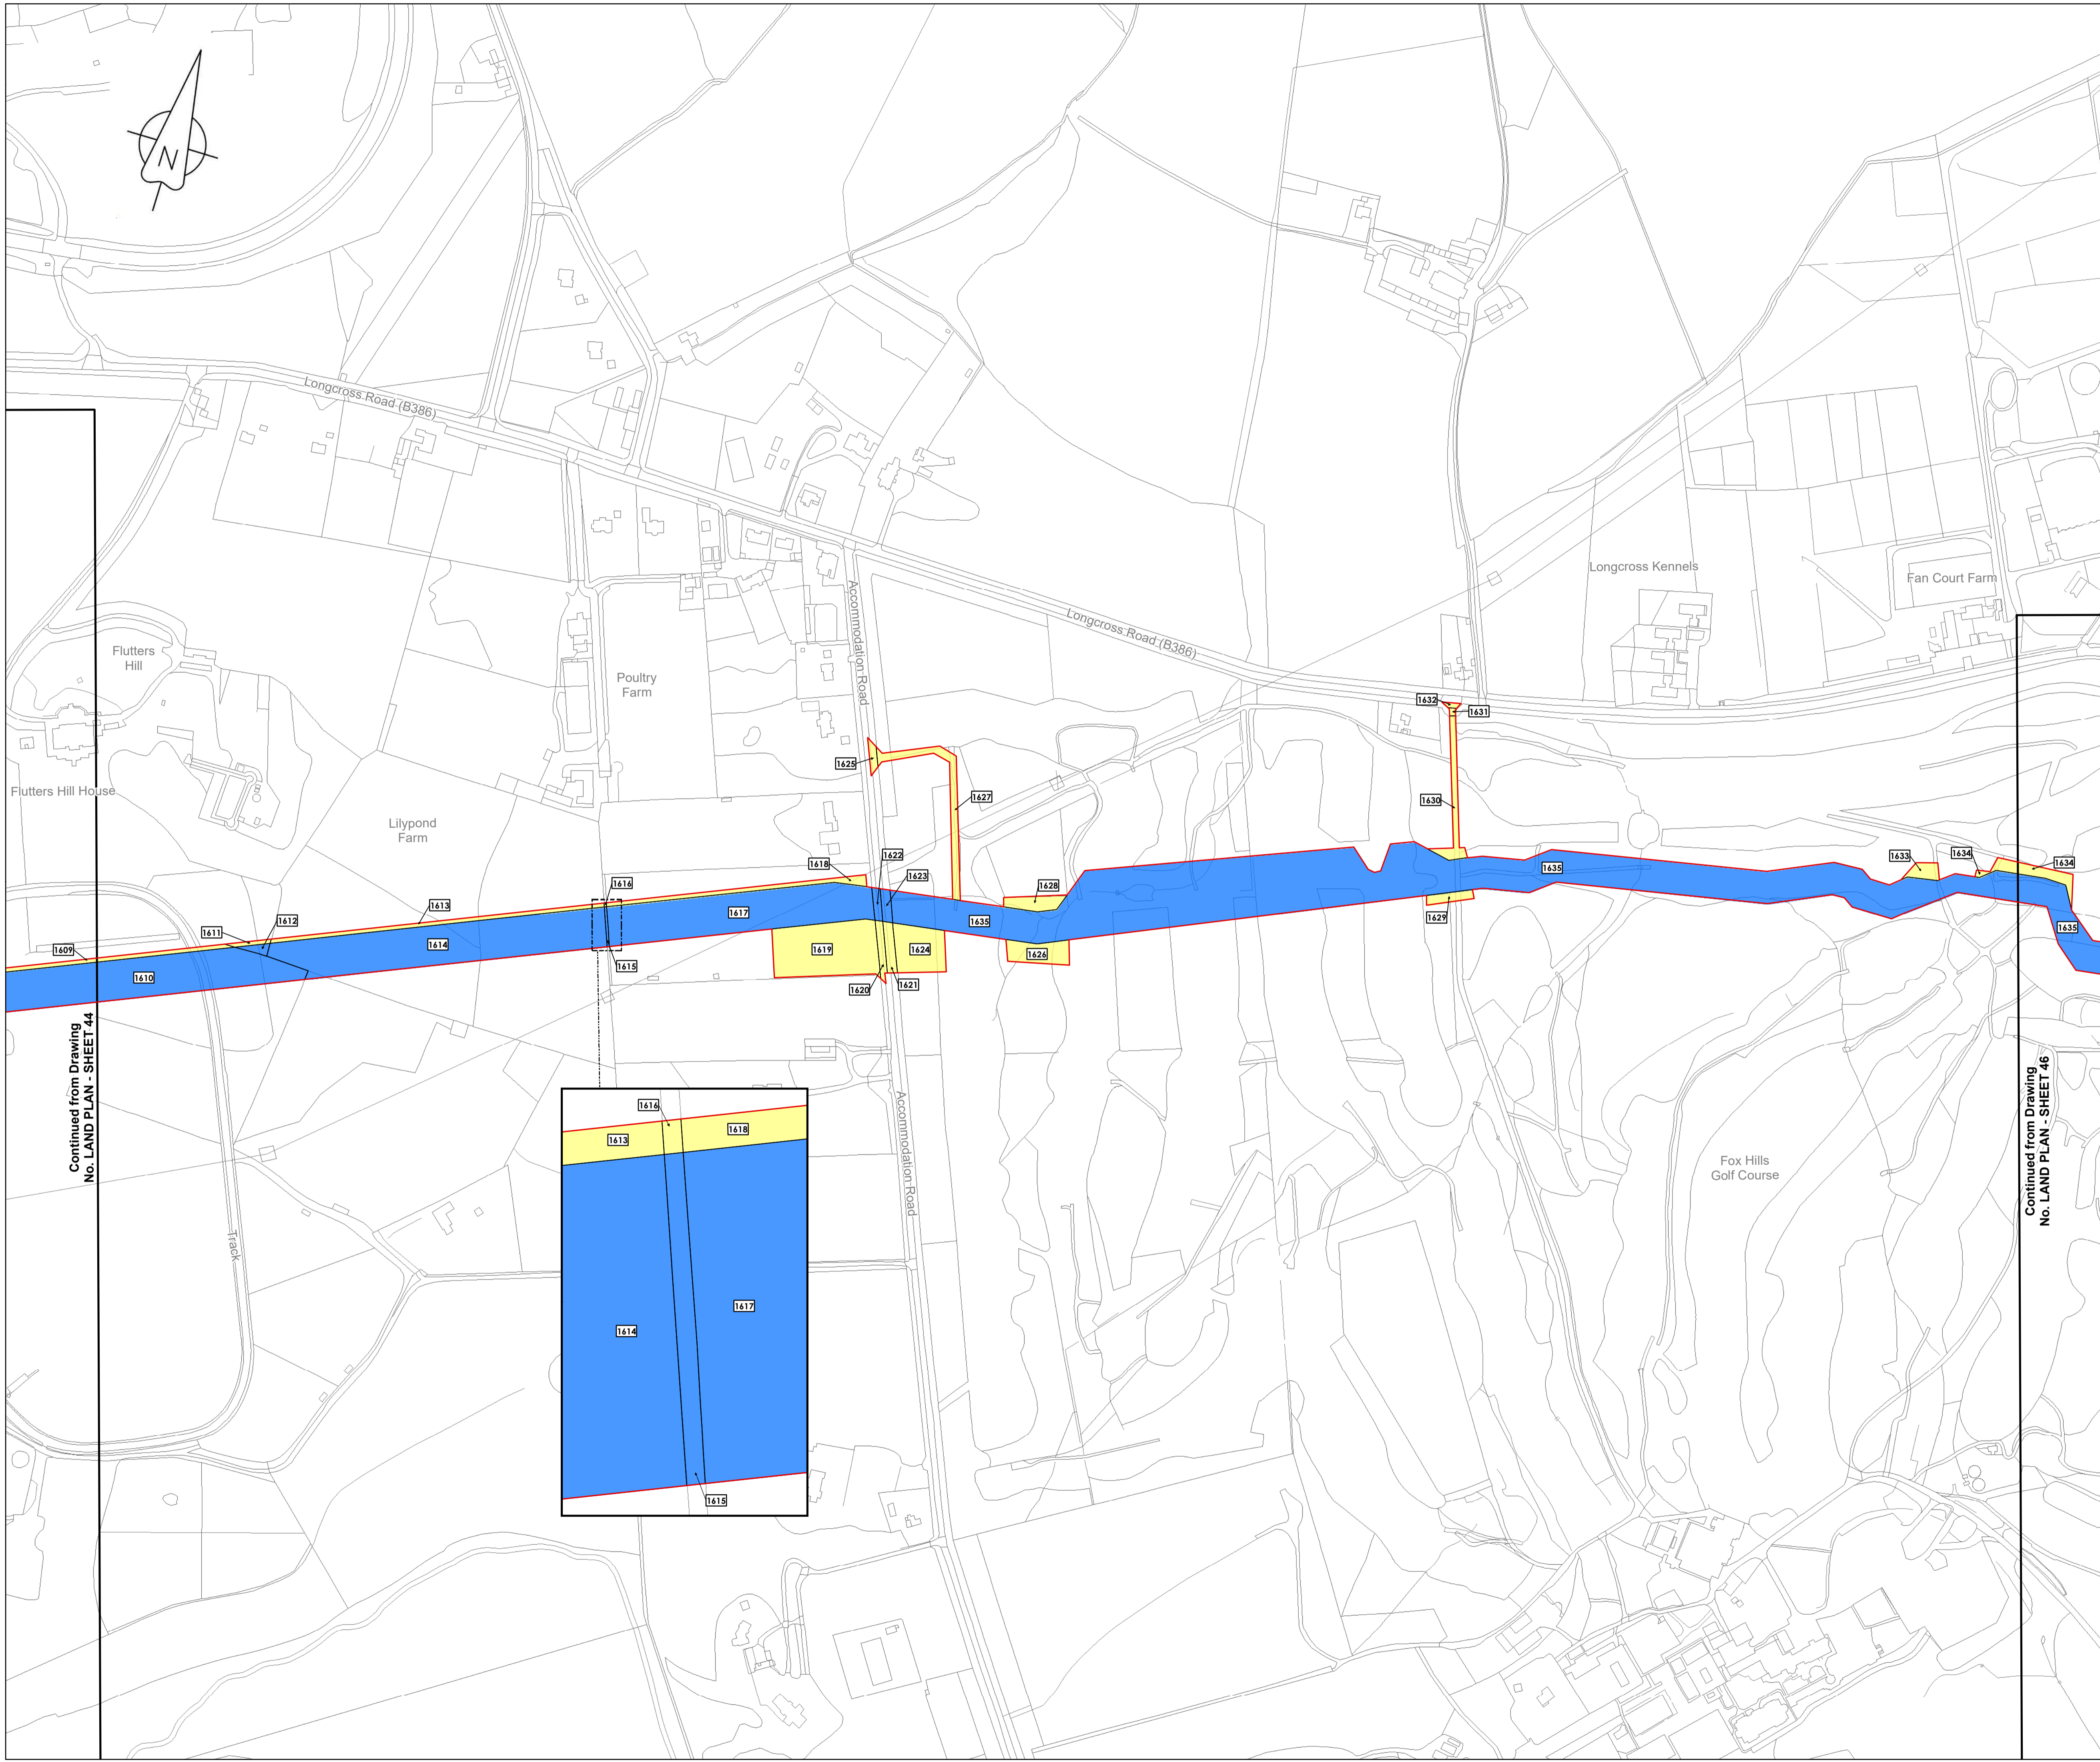 N
Longcross Road (B386)
Accommodation Road
Longcross Road (B386)
Longcross Kennels
Fan Court Farm
Flutters
Hill
Poultry
Farm
1632
1631
1625
Flutters Hill House
1627
1630
Lilypond
Farm
1622
1633
1634
1634
1618
1623
1635
1616
1628
1613
1617
1629
1612
1635
1635
1611
1614
1609
1619
1624
1626
1615
1610
1621
1620
Continued from Drawing
No. LAND PLAN - SHEET 44
Continued from Drawing
No. LAND PLAN - SHEET 46
1616
1613
1618
Accommodation Road
Fox Hills
Golf Course
Track
1617
1614
1615